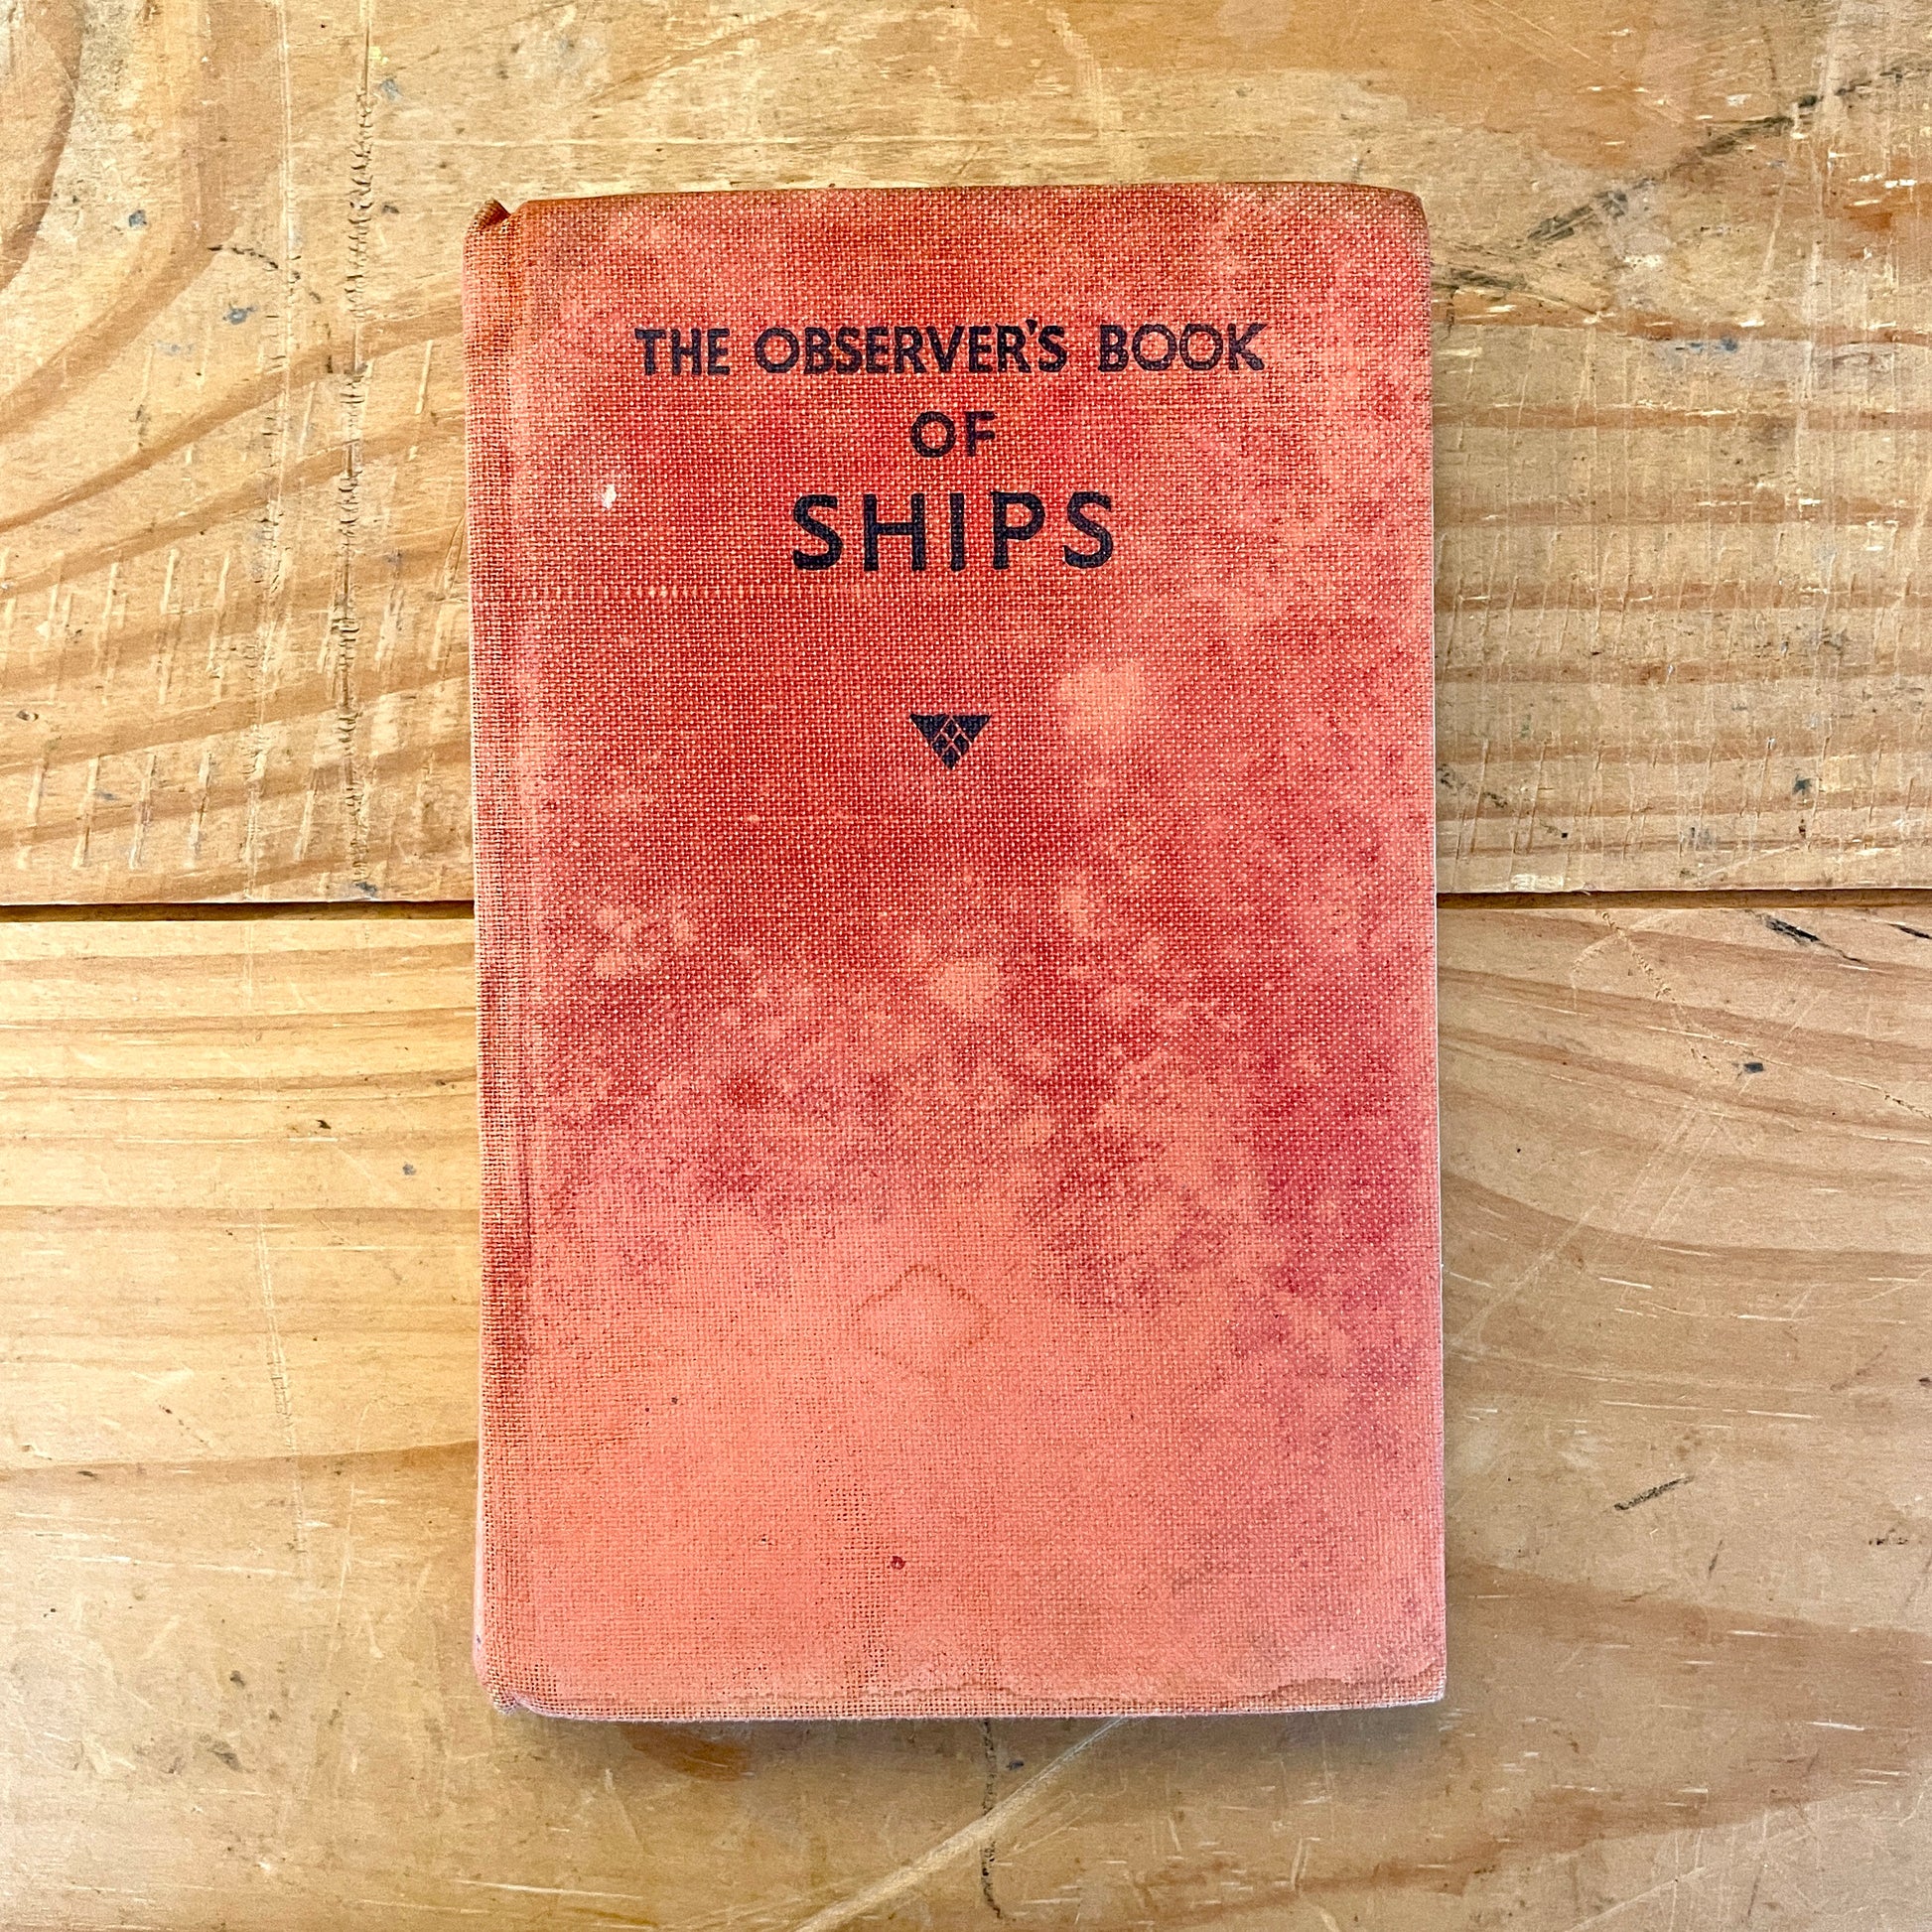 THE OBSERVER'S BOOK
OF
SHIPS